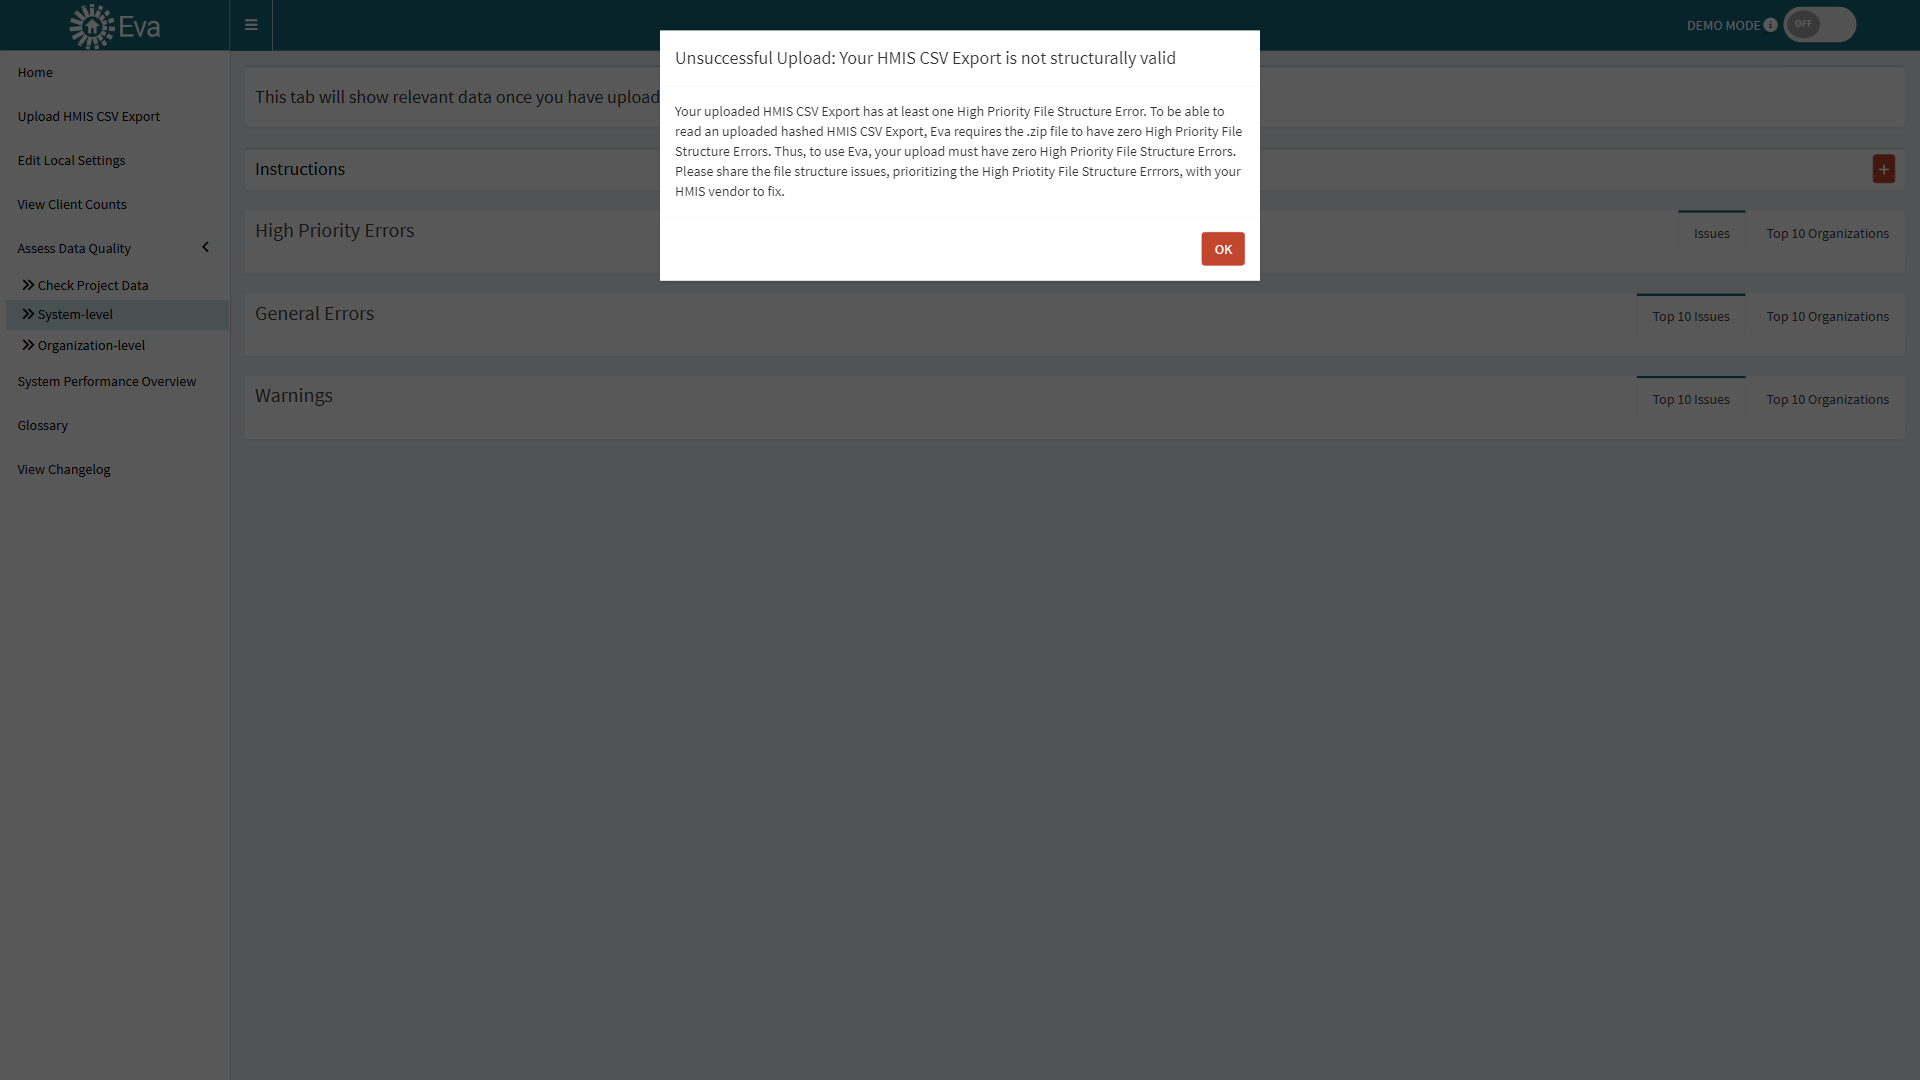 Eva
DEMO MODE
OFF
Home
Upload HMIS CSV Export
Edit Local Settings
View Client Counts
Assess Data Quality
Check Project Data
System-level
Organization-level
System Performance Overview
Glossary
View Changelog
This tab will show relevant data once you have upload
Instructions
High Priority Errors
Issues
Top 10 Organizations
General Errors
Top 10 Issues
Top 10 Organizations
Warnings
Top 10 Issues
Top 10 Organizations
Unsuccessful Upload: Your HMIS CSV Export is not structurally valid
Your uploaded HMIS CSV Export has at least one High Priority File Structure Error. To be able to
read an uploaded hashed HMIS CSV Export, Eva requires the .zip file to have zero High Priority File
Structure Errors. Thus, to use Eva, your upload must have zero High Priority File Structure Errors.
Please share the file structure issues, prioritizing the High Priotity File Structure Errrors, with your
HMIS vendor to fix.
OK